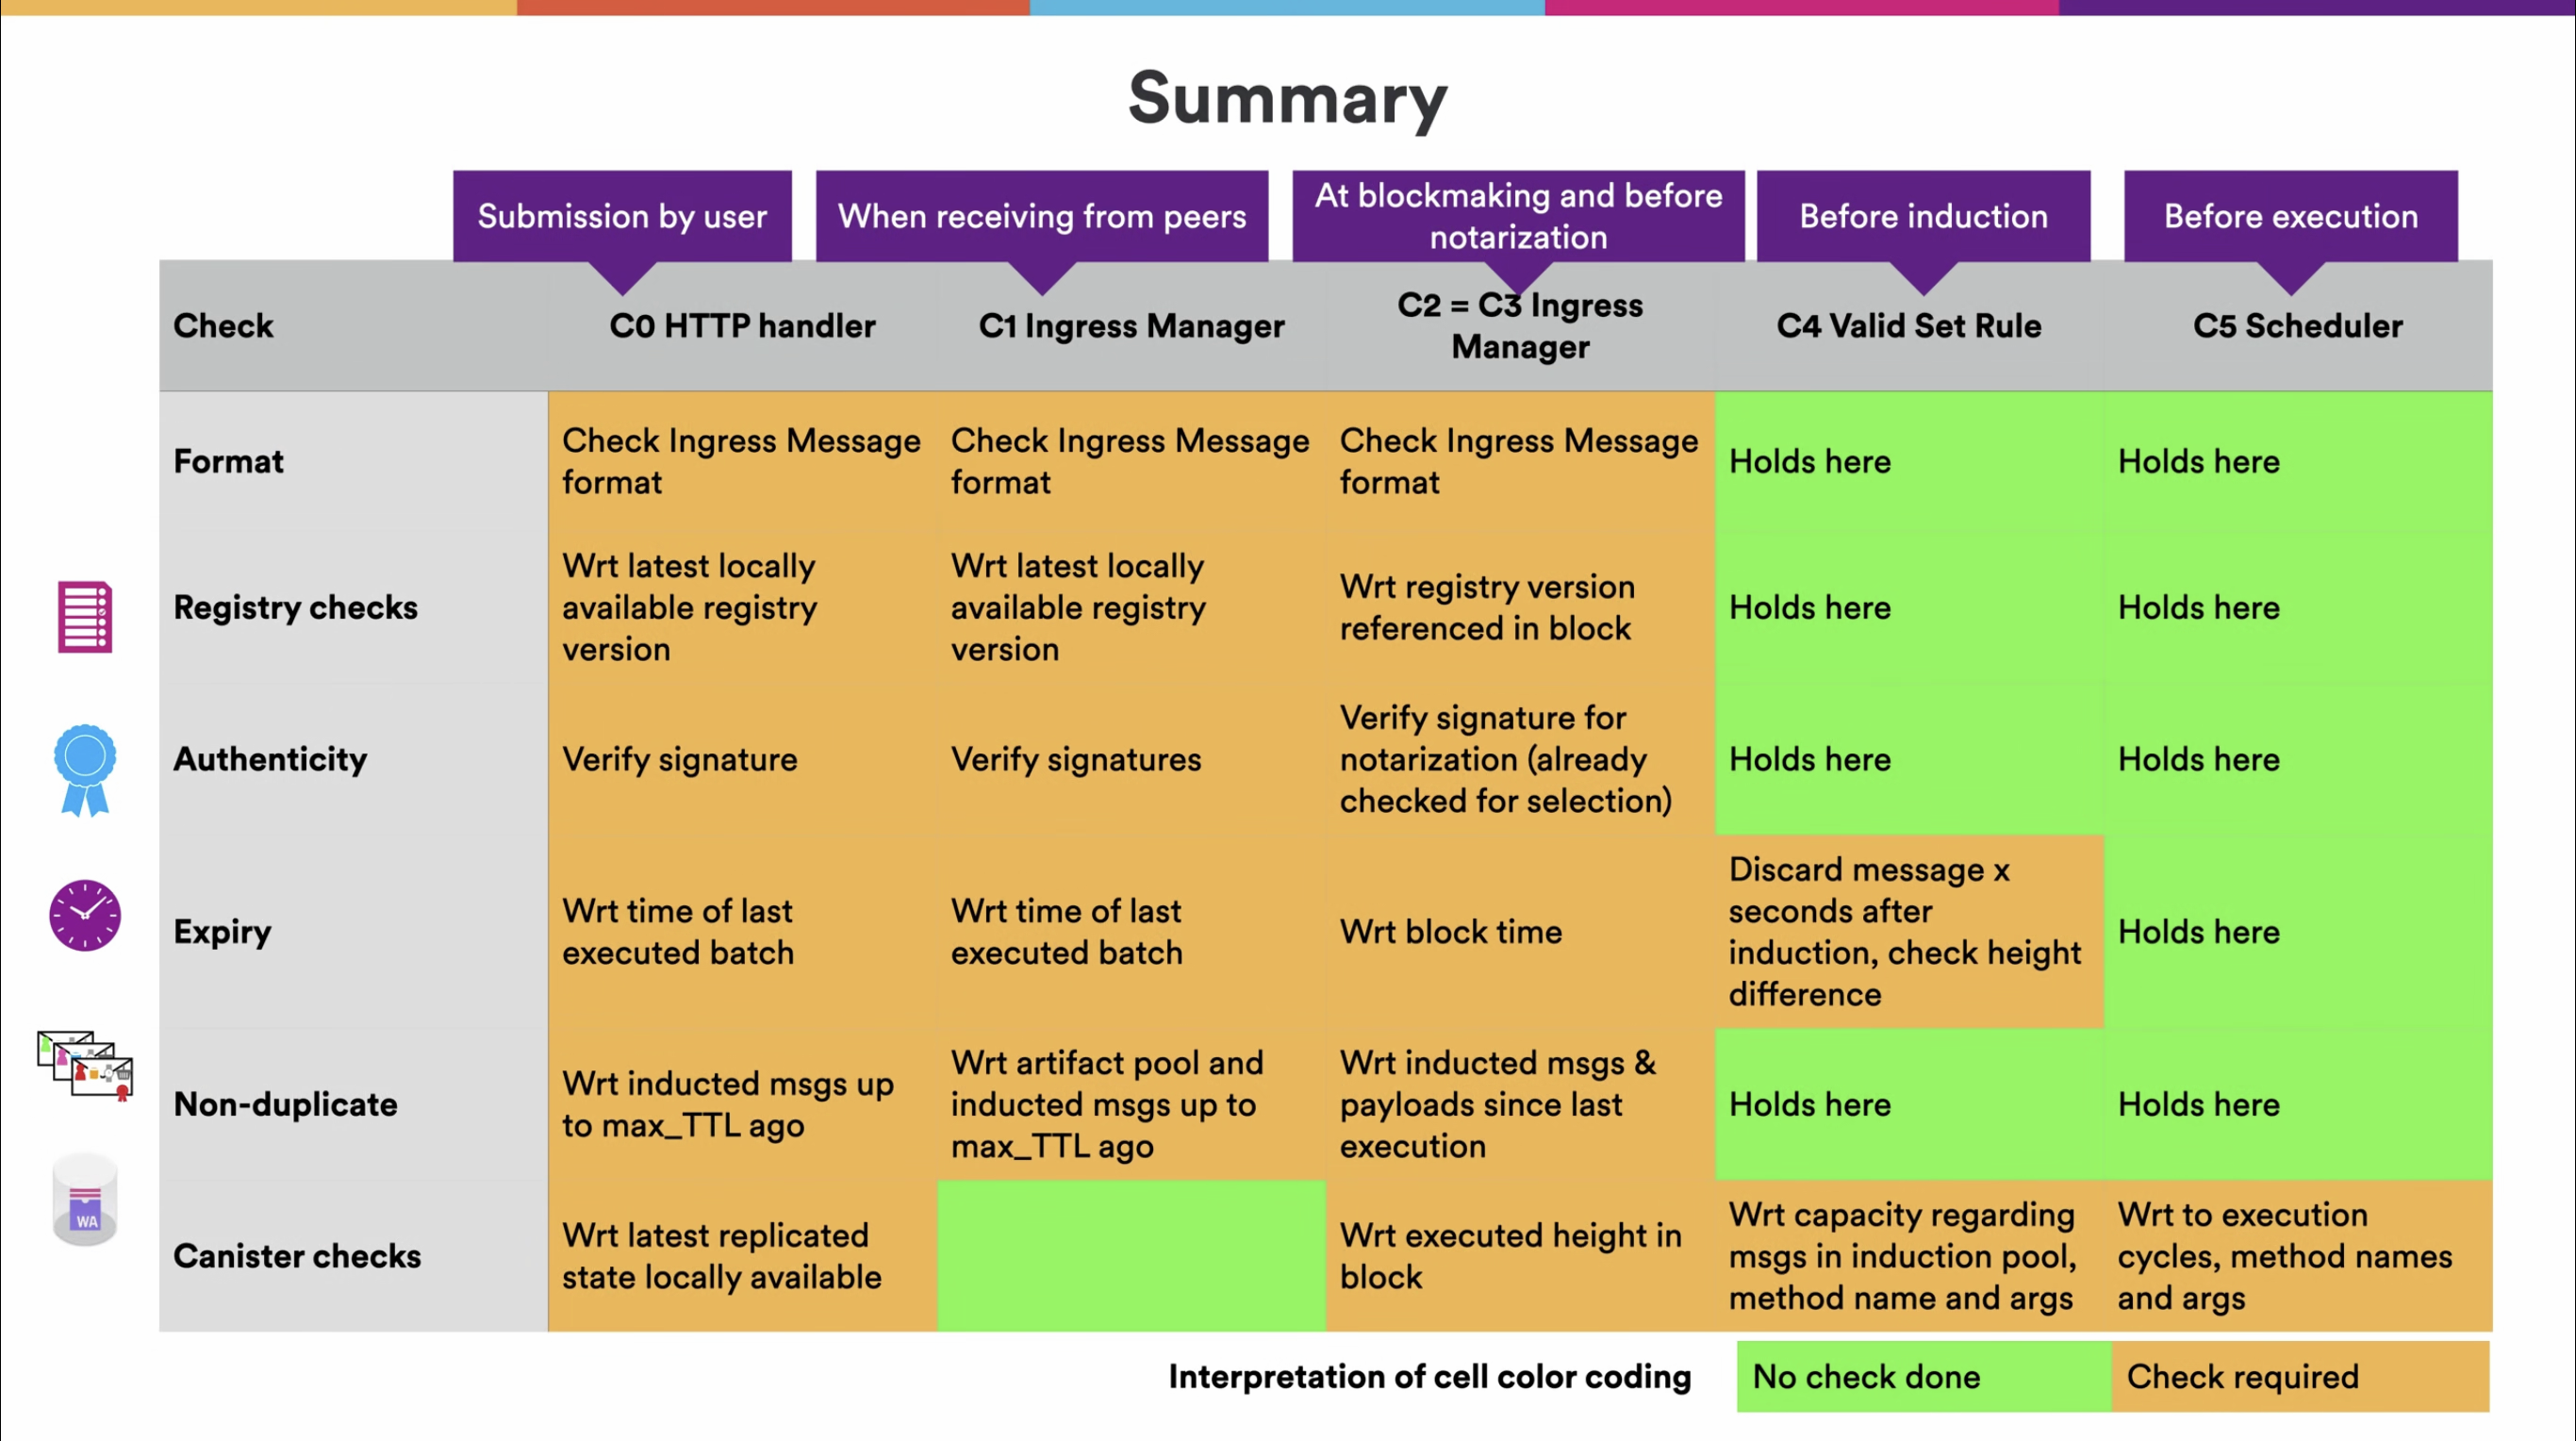 Summary
Submission by user
When receiving from peers
At blockmaking and before
notarization
Before induction
Before execution
Check
C0 HTTP handler
C1 Ingress Manager
C2 = C3 Ingress
Manager
C4 Valid Set Rule
C5 Scheduler
Format
Check Ingress Message
format
Check Ingress Message
format
Check Ingress Message
format
Holds here
Holds here
Registry checks
Wrt latest locally
available registry
version
Wrt latest locally
available registry
version
Wrt registry version
referenced in block
Holds here
Holds here
Authenticity
Verify signature
Verify signatures
Verify signature for
notarization (already
checked for selection)
Holds here
Holds here
Expiry
Wrt time of last
executed batch
Wrt time of last
executed batch
Wrt block time
Discard message x
seconds after
induction, check height
difference
Holds here
Non-duplicate
Wrt inducted msgs up
to max_TTL ago
Wrt artifact pool and
inducted msgs up to
max_TTL ago
Wrt inducted msgs &
payloads since last
execution
Holds here
Holds here
WA
Canister checks
Wrt latest replicated
state locally available
Wrt executed height in
block
Wrt capacity regarding
msgs in induction pool,
method name and args
Wrt to execution
cycles, method names
and args
Interpretation of cell color coding
No check done
Check required